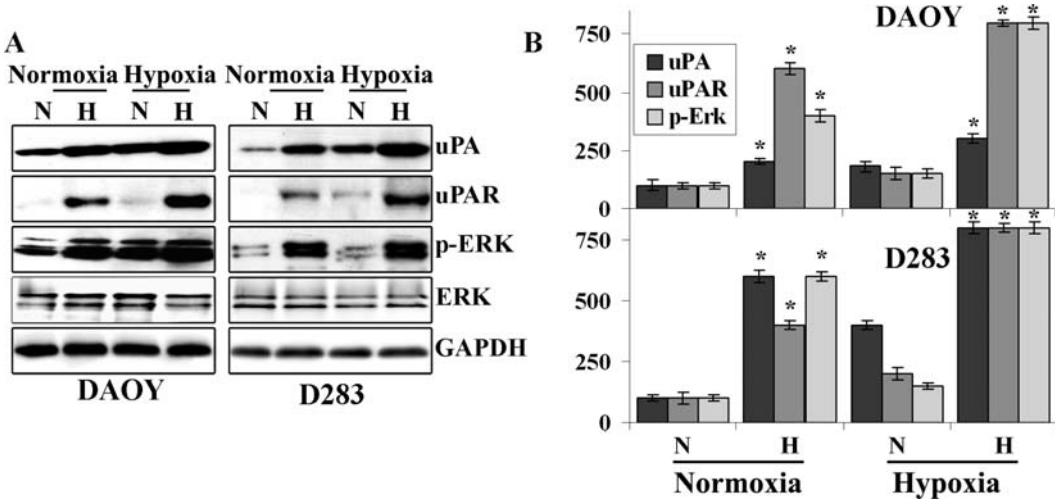 A
Normoxia Hypoxia Normoxia Hypoxia
N H N H N H N H
uPA
uPAR
p-ERK
ERK
GAPDH
DAOY D283
B
DAOY
uPA
uPAR
p-Erk
750
500
250
0
* * * * * *
D283
750
500
250
0
* * * * * *
N H N H
Normoxia Hypoxia